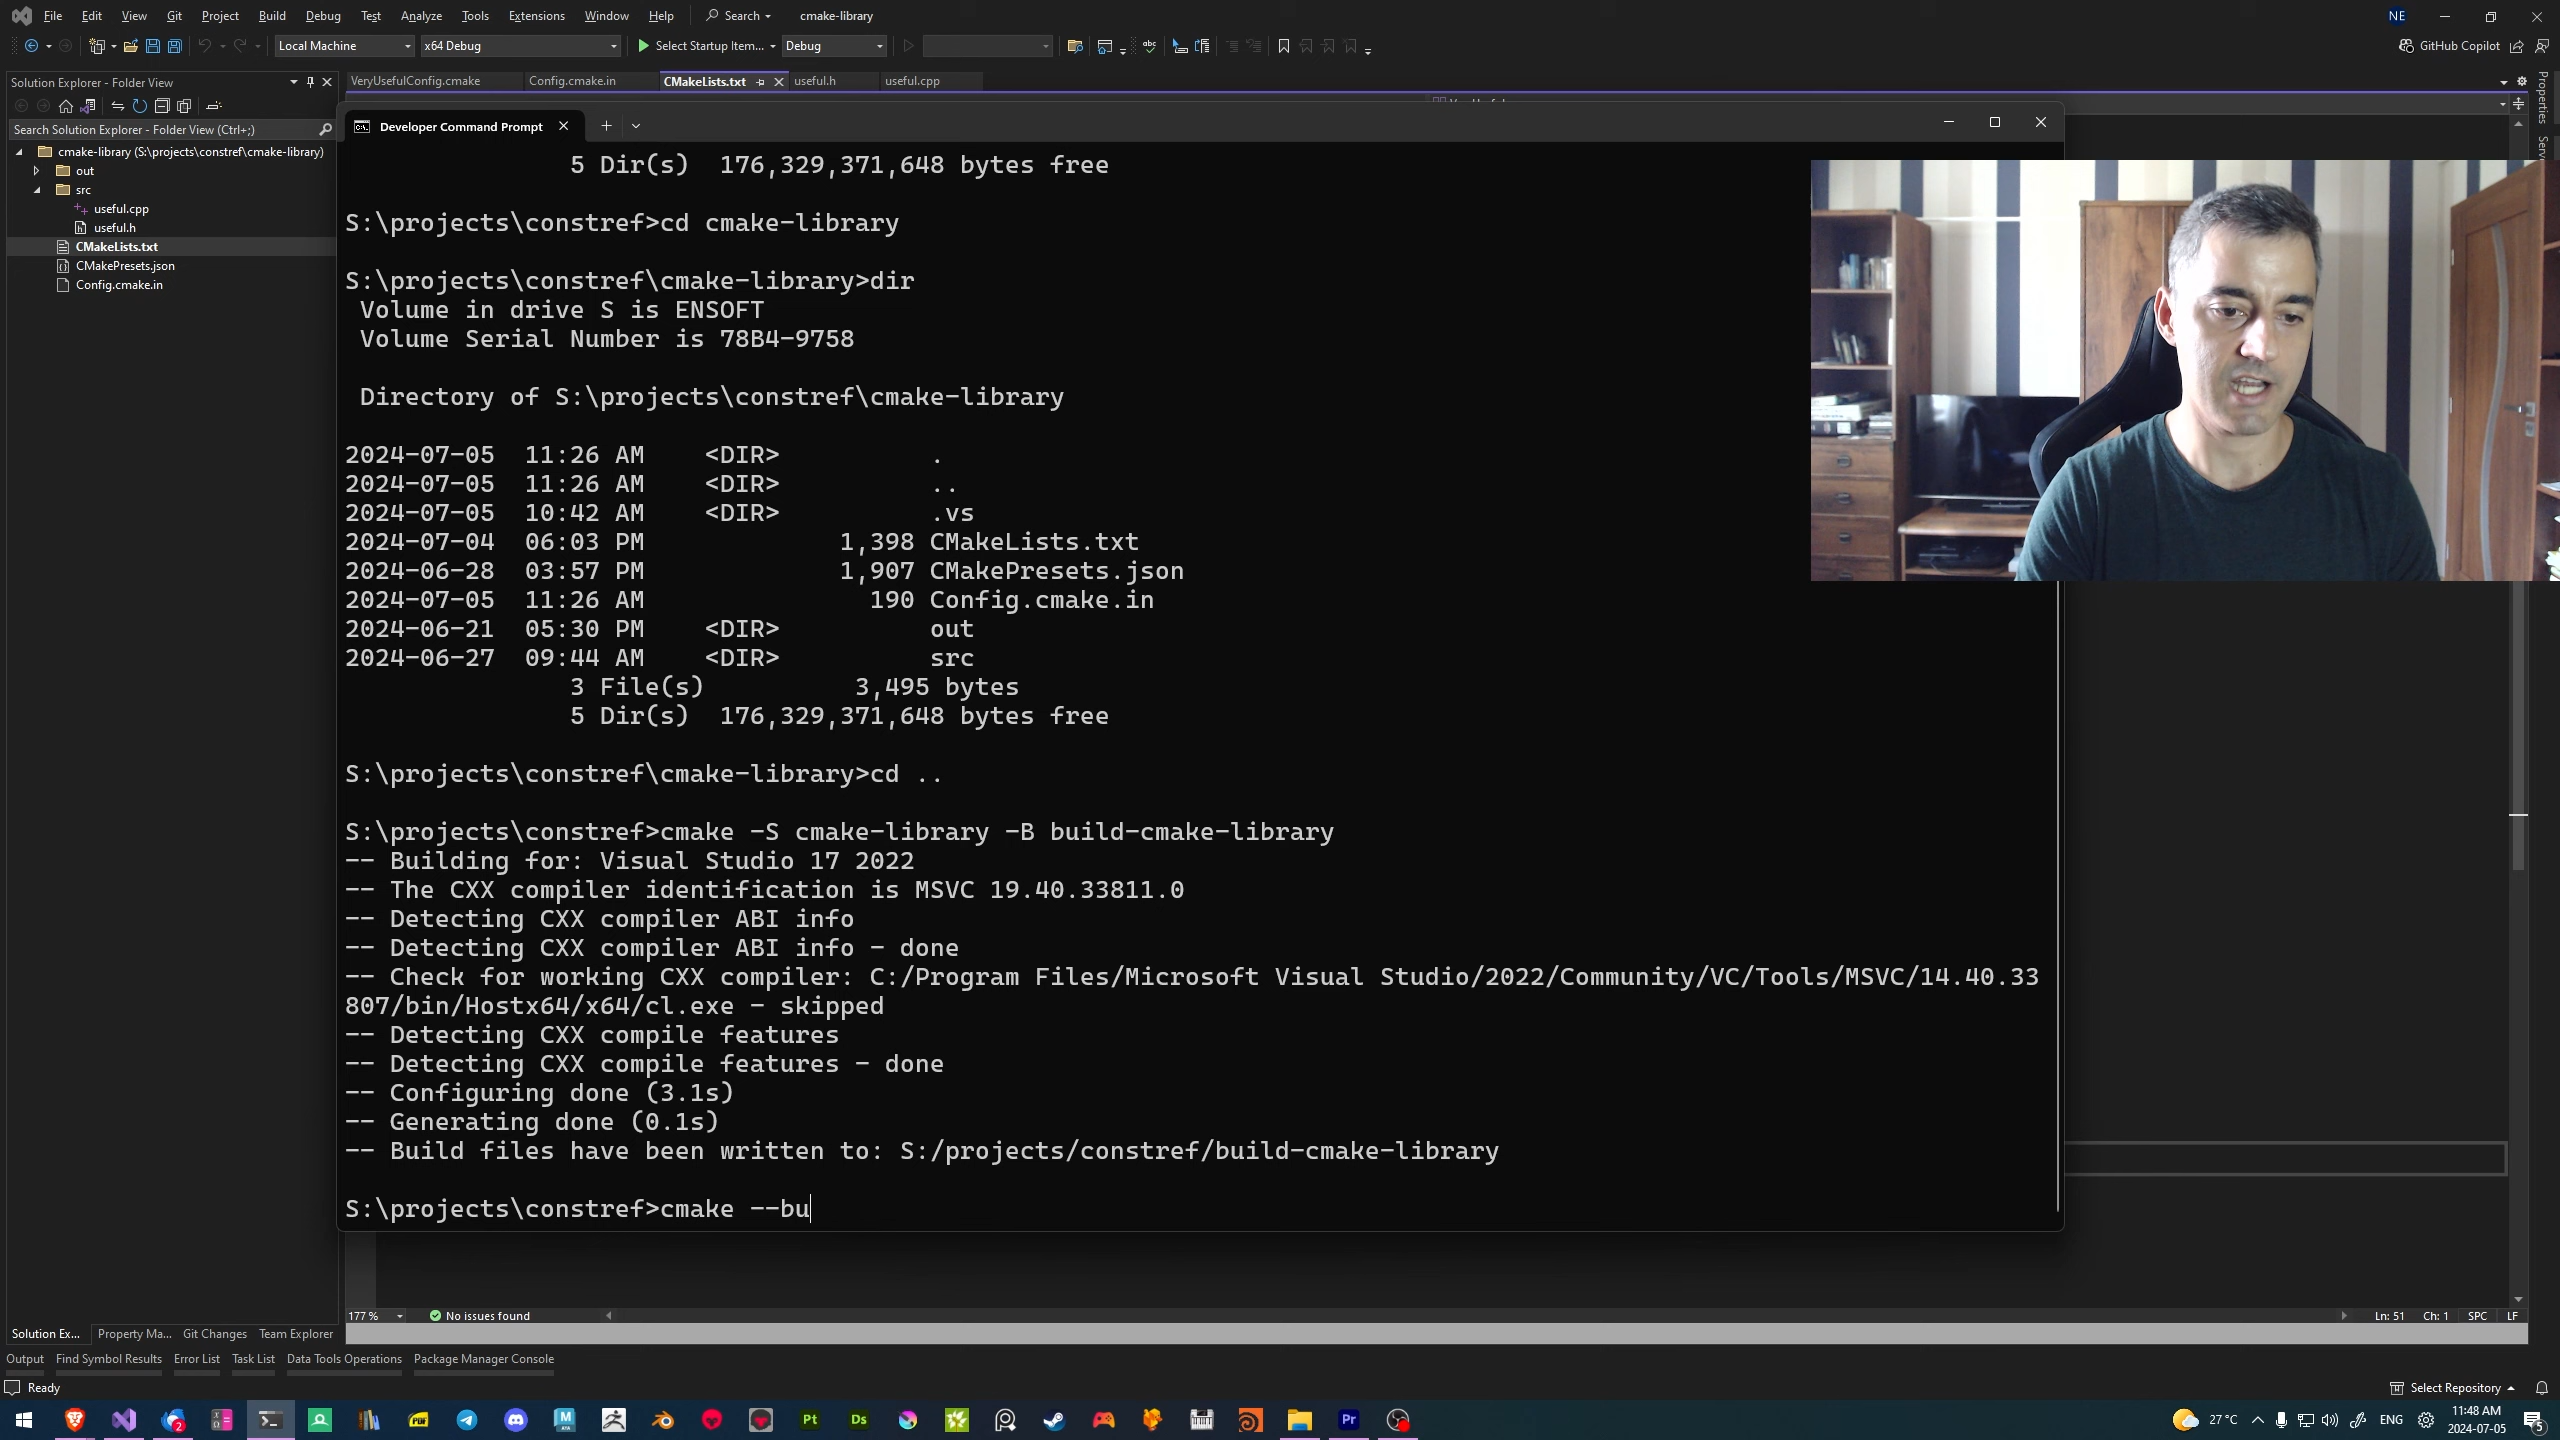 File Edit View Git Project Build Debug Test Analyze Tools Extensions Window Help Search cmake-library NE
Local Machine x64 Debug Select Startup Item... Debug GitHub Copilot
Solution Explorer - Folder View
VeryUsefulConfig.cmake Config.cmake.in CMakeLists.txt useful.h useful.cpp
Properties
Search Solution Explorer - Folder View (Ctrl+;)
cmake-library (S:\projects\constref\cmake-library)
out
src
useful.cpp
useful.h
CMakeLists.txt
CMakePresets.json
Config.cmake.in
Developer Command Prompt
5 Dir(s) 176,329,371,648 bytes free
S:\projects\constref>cd cmake-library
S:\projects\constref\cmake-library>dir
Volume in drive S is ENSOFT
Volume Serial Number is 78B4-9758
Directory of S:\projects\constref\cmake-library
2024-07-05 11:26 AM <DIR> .
2024-07-05 11:26 AM <DIR> ..
2024-07-05 10:42 AM <DIR> .vs
2024-07-04 06:03 PM 1,398 CMakeLists.txt
2024-06-28 03:57 PM 1,907 CMakePresets.json
2024-07-05 11:26 AM 190 Config.cmake.in
2024-06-21 05:30 PM <DIR> out
2024-06-27 09:44 AM <DIR> src
3 File(s) 3,495 bytes
5 Dir(s) 176,329,371,648 bytes free
S:\projects\constref\cmake-library>cd ..
S:\projects\constref>cmake -S cmake-library -B build-cmake-library
-- Building for: Visual Studio 17 2022
-- The CXX compiler identification is MSVC 19.40.33811.0
-- Detecting CXX compiler ABI info
-- Detecting CXX compiler ABI info - done
-- Check for working CXX compiler: C:/Program Files/Microsoft Visual Studio/2022/Community/VC/Tools/MSVC/14.40.33
807/bin/Hostx64/x64/cl.exe - skipped
-- Detecting CXX compile features
-- Detecting CXX compile features - done
-- Configuring done (3.1s)
-- Generating done (0.1s)
-- Build files have been written to: S:/projects/constref/build-cmake-library
S:\projects\constref>cmake --bu
177 % No issues found Ln: 51 Ch: 1 SPC LF
Solution Ex... Property Ma... Git Changes Team Explorer
Output Find Symbol Results Error List Task List Data Tools Operations Package Manager Console
Ready Select Repository
2 PDF M Pt Ds Pr 27°C ENG 11:48 AM
2024-07-05 5